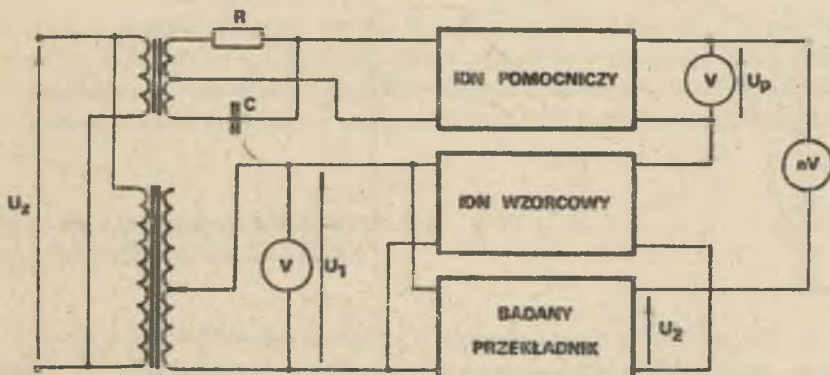 R
C
IDN POMOCNICZY
V
Up
nV
Uz
V
U1
IDN WZORCOWY
BADANY
PRZEKŁADNIK
U2